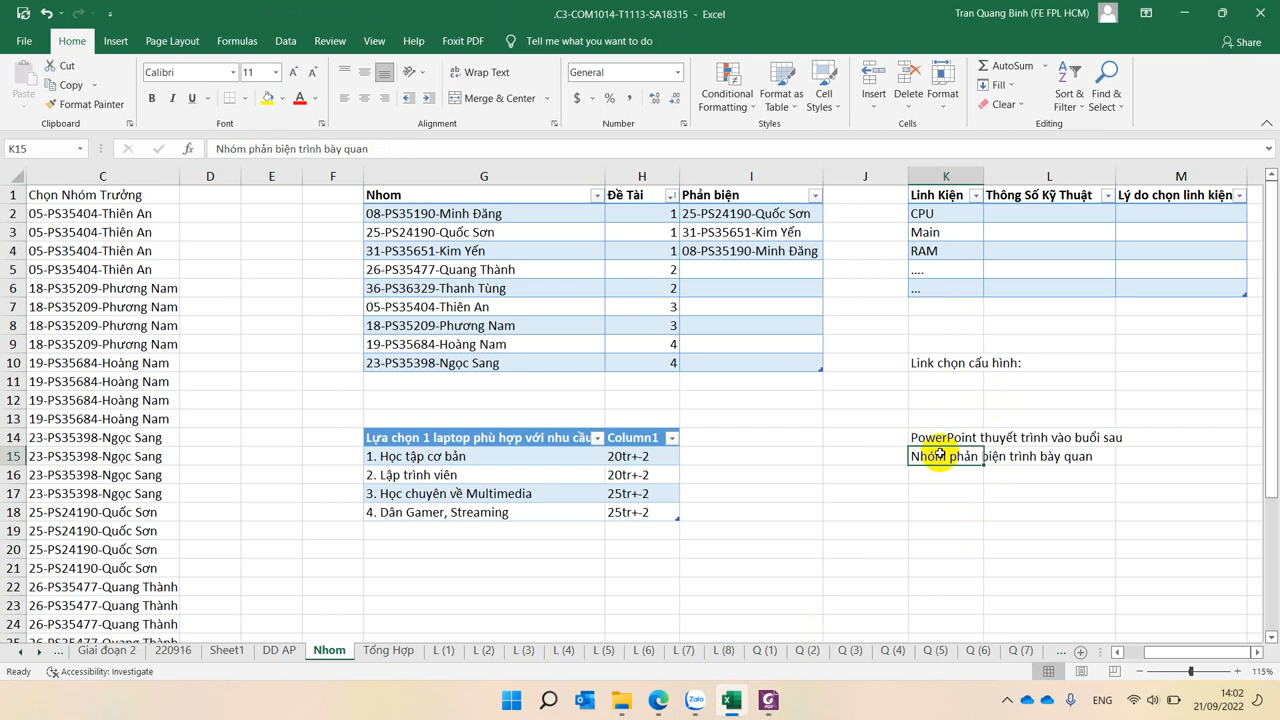 .C3-COM1014-T1113-SA18315 - Excel
Tran Quang Binh (FE FPL HCM)
File Home Insert Page Layout Formulas Data Review View Help Foxit PDF Tell me what you want to do Share
Paste Cut Copy Format Painter
Calibri 11 Wrap Text Merge & Center General
Conditional Formatting Format as Table Cell Styles Insert Delete Format
AutoSum Fill Clear Sort & Filter Find & Select
Clipboard Font Alignment Number Styles Cells Editing
K15 Nhóm phản biện trình bày quan
C D E F G H I J K L M
1 Chọn Nhóm Trưởng Nhom Đề Tài Phản biện Linh Kiện Thông Số Kỹ Thuật Lý do chọn linh kiện
2 05-PS35404-Thiên An 08-PS35190-Minh Đăng 1 25-PS24190-Quốc Sơn CPU
3 05-PS35404-Thiên An 25-PS24190-Quốc Sơn 1 31-PS35651-Kim Yến Main
4 05-PS35404-Thiên An 31-PS35651-Kim Yến 1 08-PS35190-Minh Đăng RAM
5 05-PS35404-Thiên An 26-PS35477-Quang Thành 2 ....
6 18-PS35209-Phương Nam 36-PS36329-Thanh Tùng 2 ...
7 18-PS35209-Phương Nam 05-PS35404-Thiên An 3
8 18-PS35209-Phương Nam 18-PS35209-Phương Nam 3
9 19-PS35684-Hoàng Nam 19-PS35684-Hoàng Nam 4
10 19-PS35684-Hoàng Nam 23-PS35398-Ngọc Sang 4 Link chọn cấu hình:
11 19-PS35684-Hoàng Nam
12 19-PS35684-Hoàng Nam
13 19-PS35684-Hoàng Nam
14 23-PS35398-Ngọc Sang Lựa chọn 1 laptop phù hợp với nhu cầu Column1 PowerPoint thuyết trình vào buổi sau
15 23-PS35398-Ngọc Sang 1. Học tập cơ bản 20tr+-2 Nhóm phản biện trình bày quan
16 23-PS35398-Ngọc Sang 2. Lập trình viên 20tr+-2
17 23-PS35398-Ngọc Sang 3. Học chuyên về Multimedia 25tr+-2
18 25-PS24190-Quốc Sơn 4. Dân Gamer, Streaming 25tr+-2
19 25-PS24190-Quốc Sơn
20 25-PS24190-Quốc Sơn
21 25-PS24190-Quốc Sơn
22 26-PS35477-Quang Thành
23 26-PS35477-Quang Thành
24 26-PS35477-Quang Thành
25 26-PS35477-Quang Thành
... Giai đoạn 2 220916 Sheet1 DD AP Nhom Tổng Hợp L (1) L (2) L (3) L (4) L (5) L (6) L (7) L (8) Q (1) Q (2) Q (3) Q (4) Q (5) Q (6) Q (7) ...
Ready Accessibility: Investigate 115%
Zalo ENG 14:02
21/09/2022